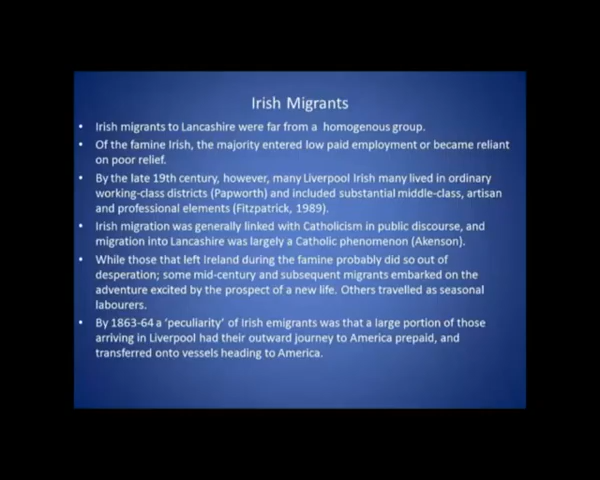 Irish Migrants
• Irish migrants to Lancashire were far from a homogenous group.
• Of the famine Irish, the majority entered low paid employment or became reliant
on poor relief.
• By the late 19th century, however, many Liverpool Irish many lived in ordinary
working-class districts (Papworth) and included substantial middle-class, artisan
and professional elements (Fitzpatrick, 1989).
• Irish migration was generally linked with Catholicism in public discourse, and
migration into Lancashire was largely a Catholic phenomenon (Akenson).
• While those that left Ireland during the famine probably did so out of
desperation; some mid-century and subsequent migrants embarked on the
adventure excited by the prospect of a new life. Others travelled as seasonal
labourers.
• By 1863-64 a ‘peculiarity’ of Irish emigrants was that a large portion of those
arriving in Liverpool had their outward journey to America prepaid, and
transferred onto vessels heading to America.